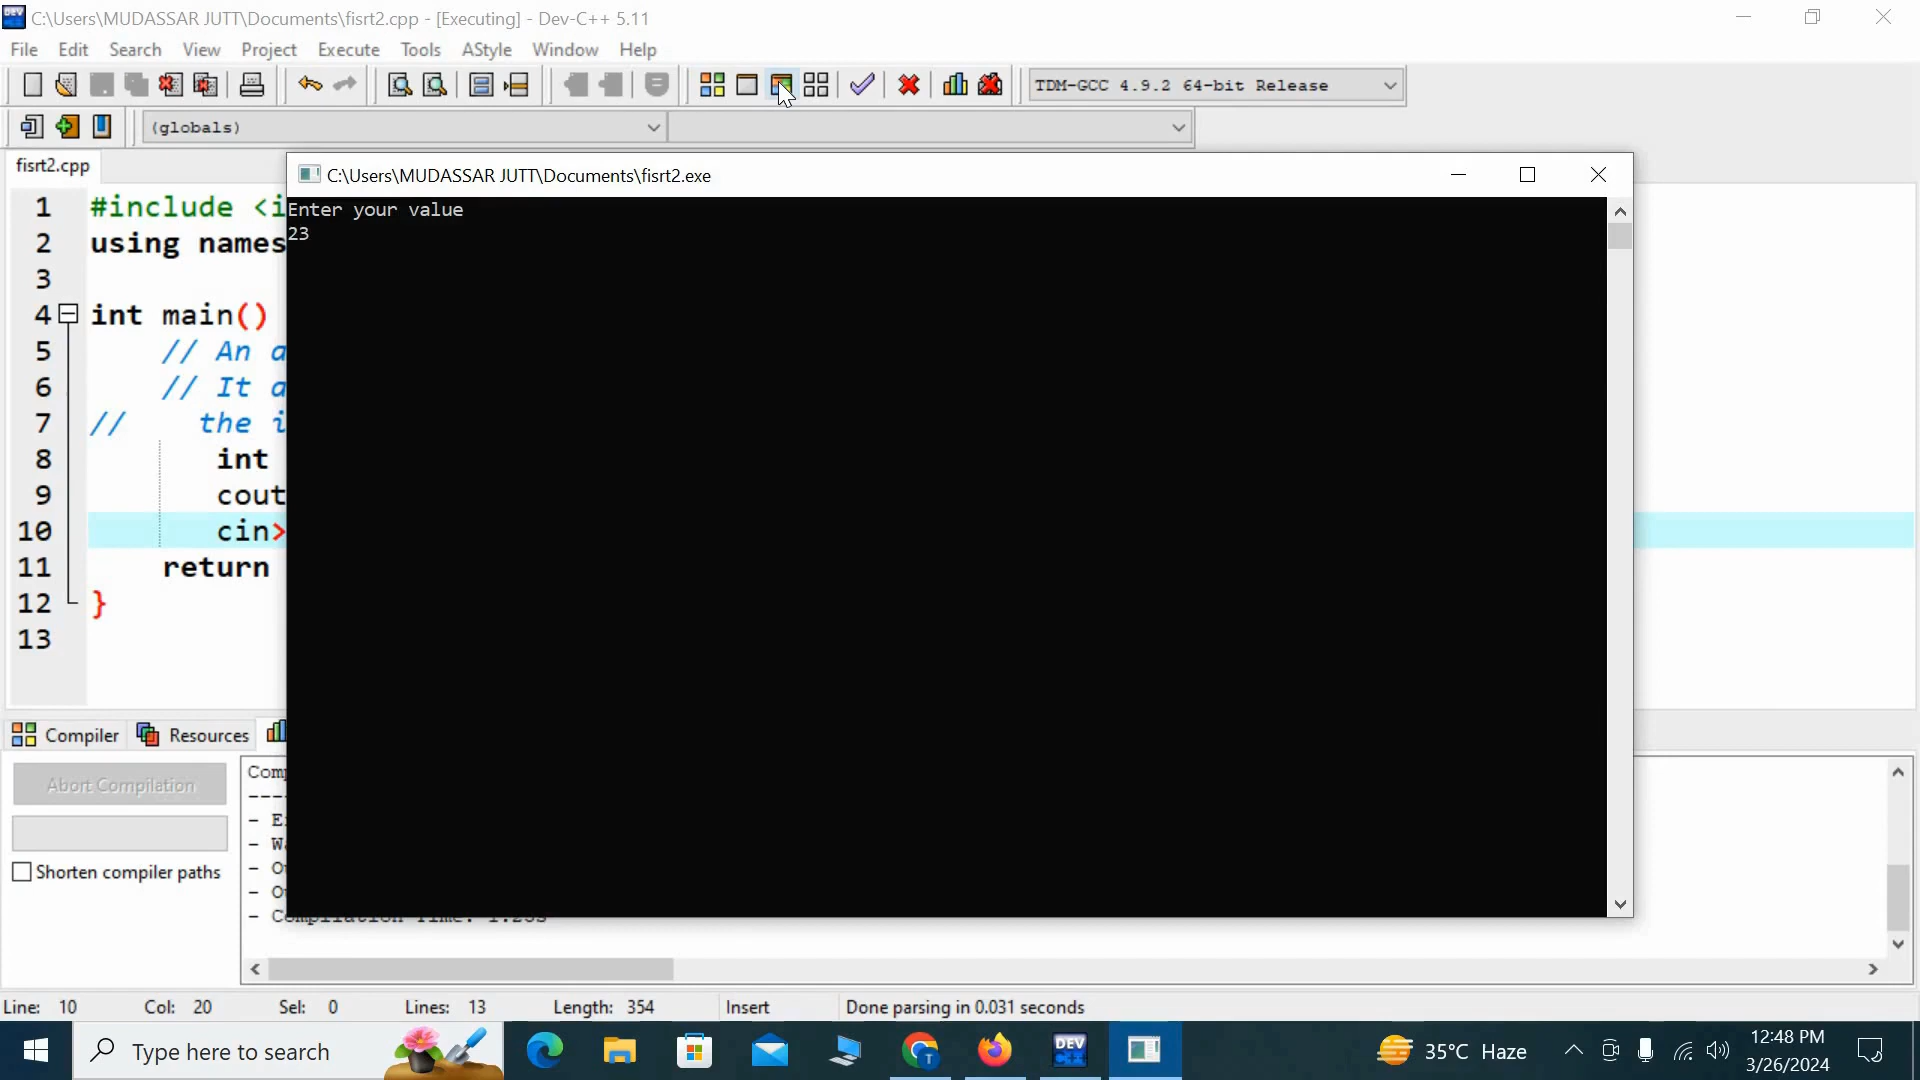 C:\Users\MUDASSAR JUTT\Documents\fisrt2.cpp - [Executing] - Dev-C++ 5.11
File Edit Search View Project Execute Tools AStyle Window Help
TDM-GCC 4.9.2 64-bit Release
(globals)
fisrt2.cpp
C:\Users\MUDASSAR JUTT\Documents\fisrt2.exe
Enter your value
23
1 #include <i
2 using names
3
4 int main()
5 // An a
6 // It a
7 // the i
8 int
9 cout
10 cin>
11 return
12 }
13
Compiler Resources
Abort Compilation
Shorten compiler paths
Line: 10 Col: 20 Sel: 0 Lines: 13 Length: 354 Insert Done parsing in 0.031 seconds
Type here to search
DEV C++
35°C Haze
12:48 PM
3/26/2024